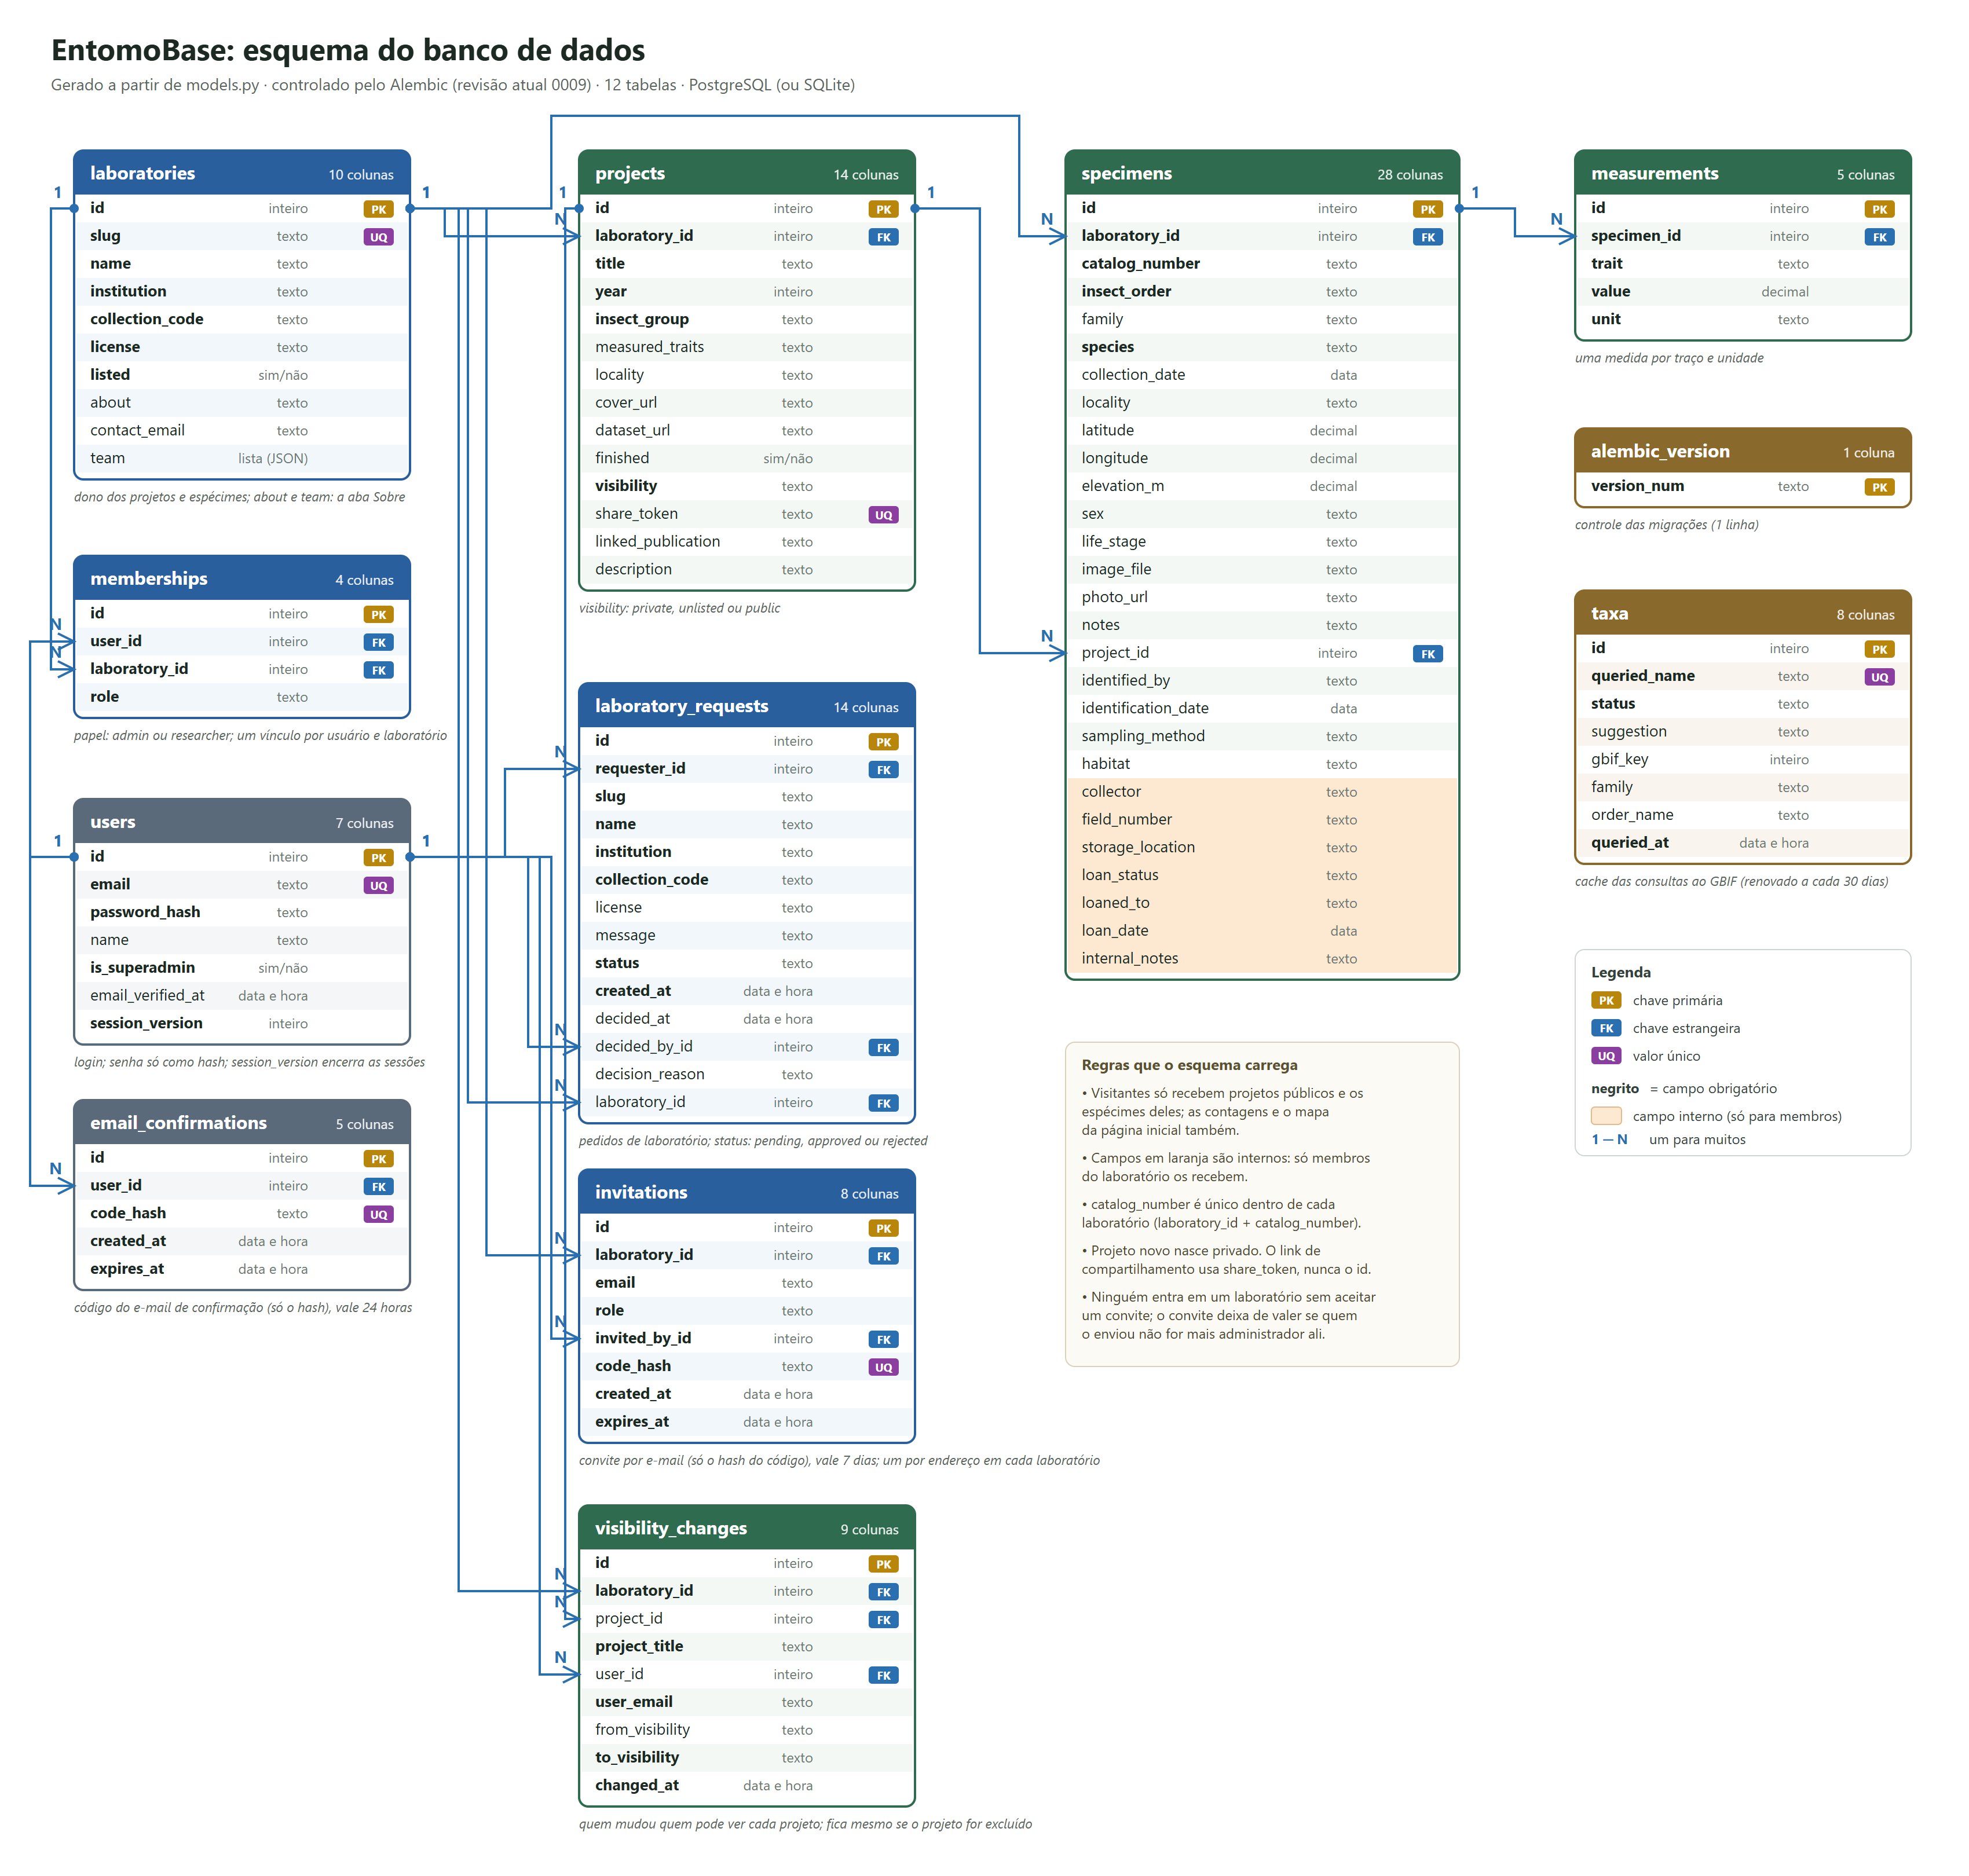 EntomoBase: esquema do banco de dados
Gerado a partir de models.py · controlado pelo Alembic (revisão atual 0009) · 12 tabelas · PostgreSQL (ou SQLite)
laboratories 10 colunas
1 id inteiro PK 1
slug texto UQ
name texto
institution texto
collection_code texto
license texto
listed sim/não
about texto
contact_email texto
team lista (JSON)
dono dos projetos e espécimes; about e team: a aba Sobre
memberships 4 colunas
id inteiro PK
N user_id inteiro FK
N laboratory_id inteiro FK
role texto
papel: admin ou researcher; um vínculo por usuário e laboratório
users 7 colunas
1 id inteiro PK 1
email texto UQ
password_hash texto
name texto
is_superadmin sim/não
email_verified_at data e hora
session_version inteiro
login; senha só como hash; session_version encerra as sessões
email_confirmations 5 colunas
id inteiro PK
N user_id inteiro FK
code_hash texto UQ
created_at data e hora
expires_at data e hora
código do e-mail de confirmação (só o hash), vale 24 horas
projects 14 colunas
1 id inteiro PK 1
N laboratory_id inteiro FK
title texto
year inteiro
insect_group texto
measured_traits texto
locality texto
cover_url texto
dataset_url texto
finished sim/não
visibility texto
share_token texto UQ
linked_publication texto
description texto
visibility: private, unlisted ou public
laboratory_requests 14 colunas
id inteiro PK
N requester_id inteiro FK
slug texto
name texto
institution texto
collection_code texto
license texto
message texto
status texto
created_at data e hora
decided_at data e hora
N decided_by_id inteiro FK
decision_reason texto
N laboratory_id inteiro FK
pedidos de laboratório; status: pending, approved ou rejected
invitations 8 colunas
id inteiro PK
N laboratory_id inteiro FK
email texto
role texto
N invited_by_id inteiro FK
code_hash texto UQ
created_at data e hora
expires_at data e hora
convite por e-mail (só o hash do código), vale 7 dias; um por endereço em cada laboratório
visibility_changes 9 colunas
id inteiro PK
N laboratory_id inteiro FK
N project_id inteiro FK
project_title texto
N user_id inteiro FK
user_email texto
from_visibility texto
to_visibility texto
changed_at data e hora
quem mudou quem pode ver cada projeto; fica mesmo se o projeto for excluído
specimens 28 colunas
id inteiro PK 1
N laboratory_id inteiro FK
catalog_number texto
insect_order texto
family texto
species texto
collection_date data
locality texto
latitude decimal
longitude decimal
elevation_m decimal
sex texto
life_stage texto
image_file texto
photo_url texto
notes texto
N project_id inteiro FK
identified_by texto
identification_date data
sampling_method texto
habitat texto
collector texto
field_number texto
storage_location texto
loan_status texto
loaned_to texto
loan_date data
internal_notes texto
Regras que o esquema carrega
• Visitantes só recebem projetos públicos e os
espécimes deles; as contagens e o mapa
da página inicial também.
• Campos em laranja são internos: só membros
do laboratório os recebem.
• catalog_number é único dentro de cada
laboratório (laboratory_id + catalog_number).
• Projeto novo nasce privado. O link de
compartilhamento usa share_token, nunca o id.
• Ninguém entra em um laboratório sem aceitar
um convite; o convite deixa de valer se quem
o enviou não for mais administrador ali.
measurements 5 colunas
id inteiro PK
N specimen_id inteiro FK
trait texto
value decimal
unit texto
uma medida por traço e unidade
alembic_version 1 coluna
version_num texto PK
controle das migrações (1 linha)
taxa 8 colunas
id inteiro PK
queried_name texto UQ
status texto
suggestion texto
gbif_key inteiro
family texto
order_name texto
queried_at data e hora
cache das consultas ao GBIF (renovado a cada 30 dias)
Legenda
PK chave primária
FK chave estrangeira
UQ valor único
negrito = campo obrigatório
campo interno (só para membros)
1 — N um para muitos